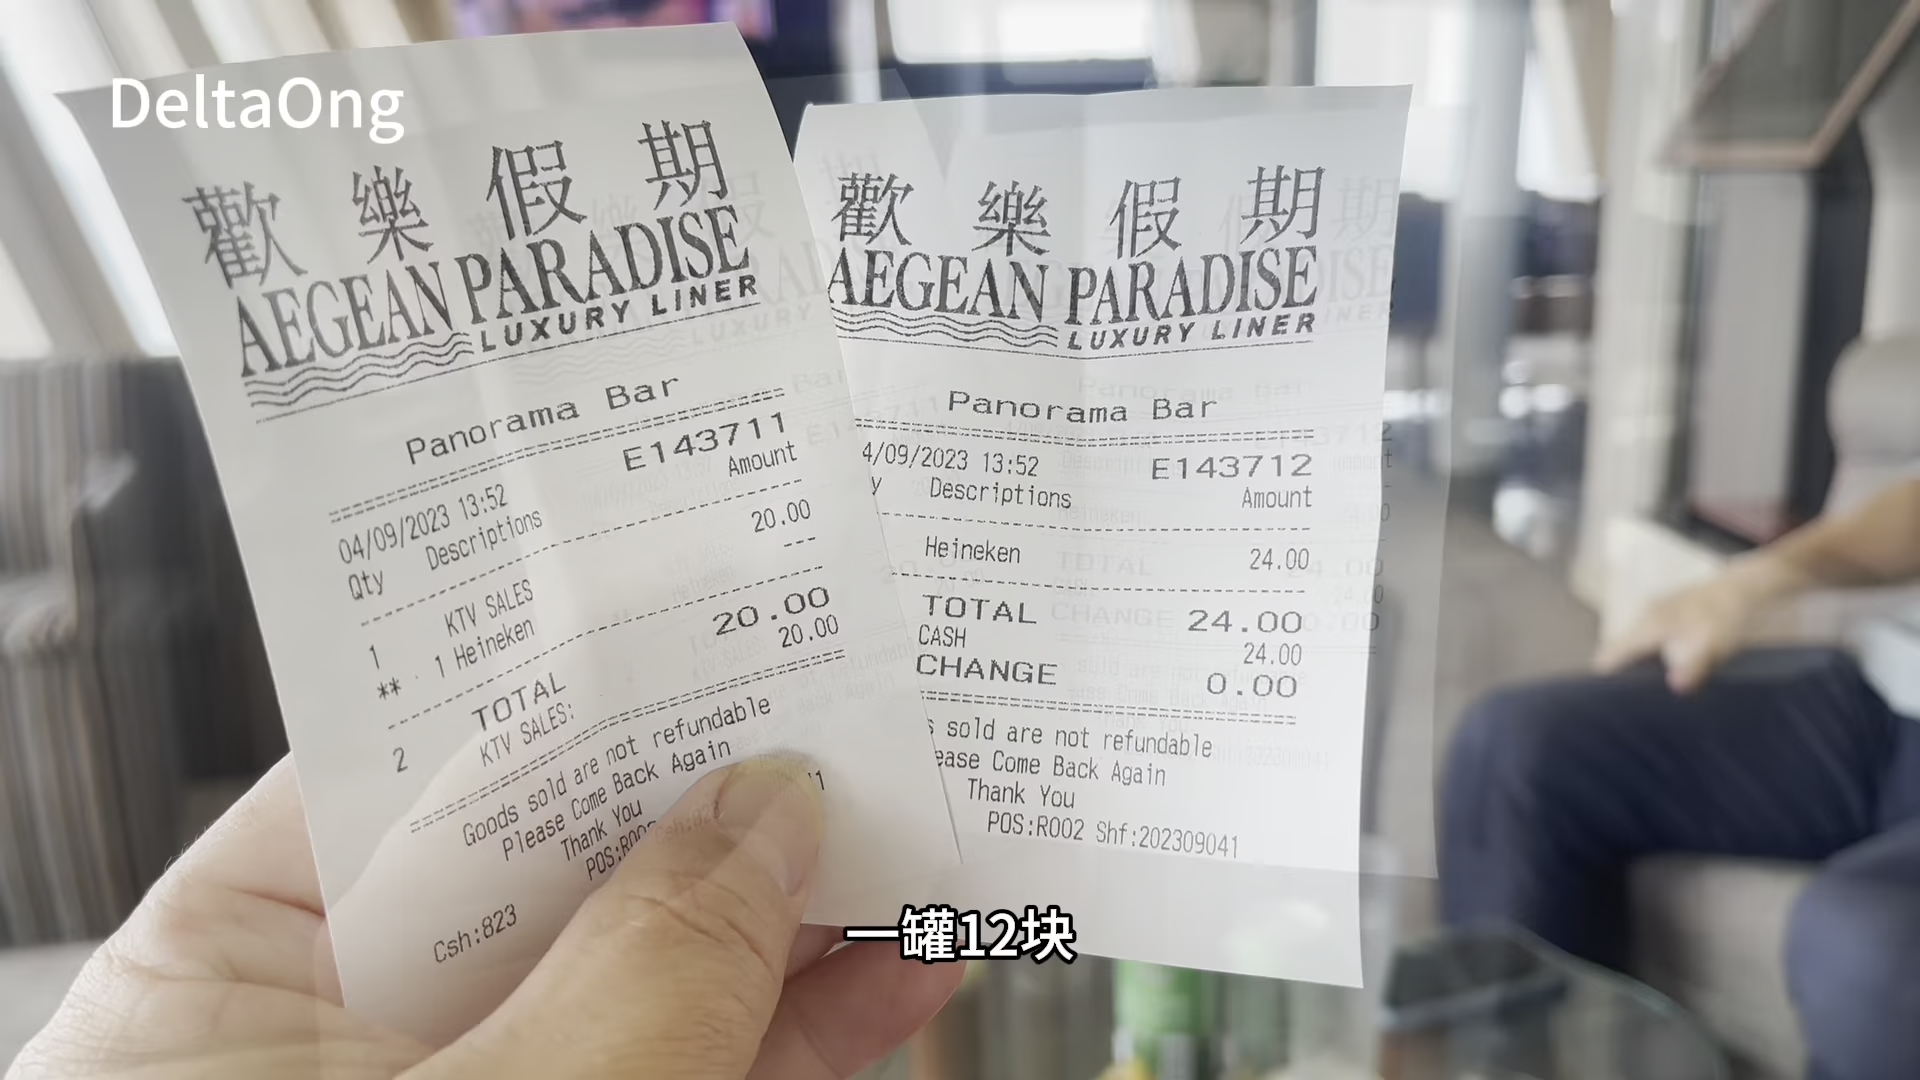 DeltaOng
歡樂假期
AEGEAN PARADISE
LUXURY LINER
Panorama Bar
E143711
04/09/2023 13:52
Qty Descriptions Amount
1 KTV SALES 20.00
** 1 Heineken ---
2 TOTAL 20.00
KTV SALES: 20.00
Goods sold are not refundable
Please Come Back Again
Thank You
Csh:823
歡樂假期
AEGEAN PARADISE
LUXURY LINER
Panorama Bar
4/09/2023 13:52 E143712
y Descriptions Amount
Heineken 24.00
TOTAL 24.00
CASH 24.00
CHANGE 0.00
s sold are not refundable
ease Come Back Again
Thank You
POS:R002 Shf:202309041
一罐12块